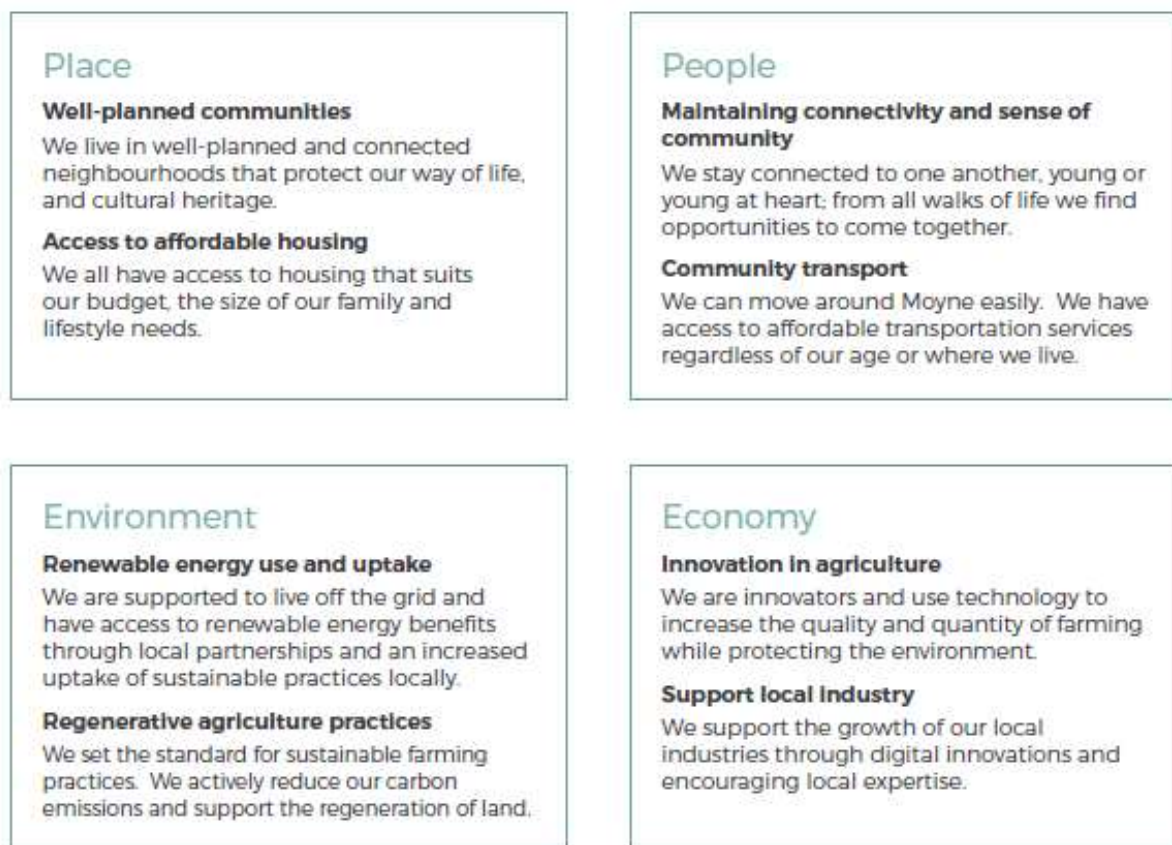 Place
Well-planned communities
We live in well-planned and connected
neighbourhoods that protect our way of life,
and cultural heritage.
Access to affordable housing
We all have access to housing that suits
our budget, the size of our family and
lifestyle needs.
People
Maintaining connectivity and sense of
community
We stay connected to one another, young or
young at heart; from all walks of life we find
opportunities to come together.
Community transport
We can move around Moyne easily.  We have
access to affordable transportation services
regardless of our age or where we live.
Environment
Renewable energy use and uptake
We are supported to live off the grid and
have access to renewable energy benefits
through local partnerships and an increased
uptake of sustainable practices locally.
Regenerative agriculture practices
We set the standard for sustainable farming
practices.  We actively reduce our carbon
emissions and support the regeneration of land.
Economy
Innovation in agriculture
We are innovators and use technology to
increase the quality and quantity of farming
while protecting the environment.
Support local industry
We support the growth of our local
industries through digital innovations and
encouraging local expertise.